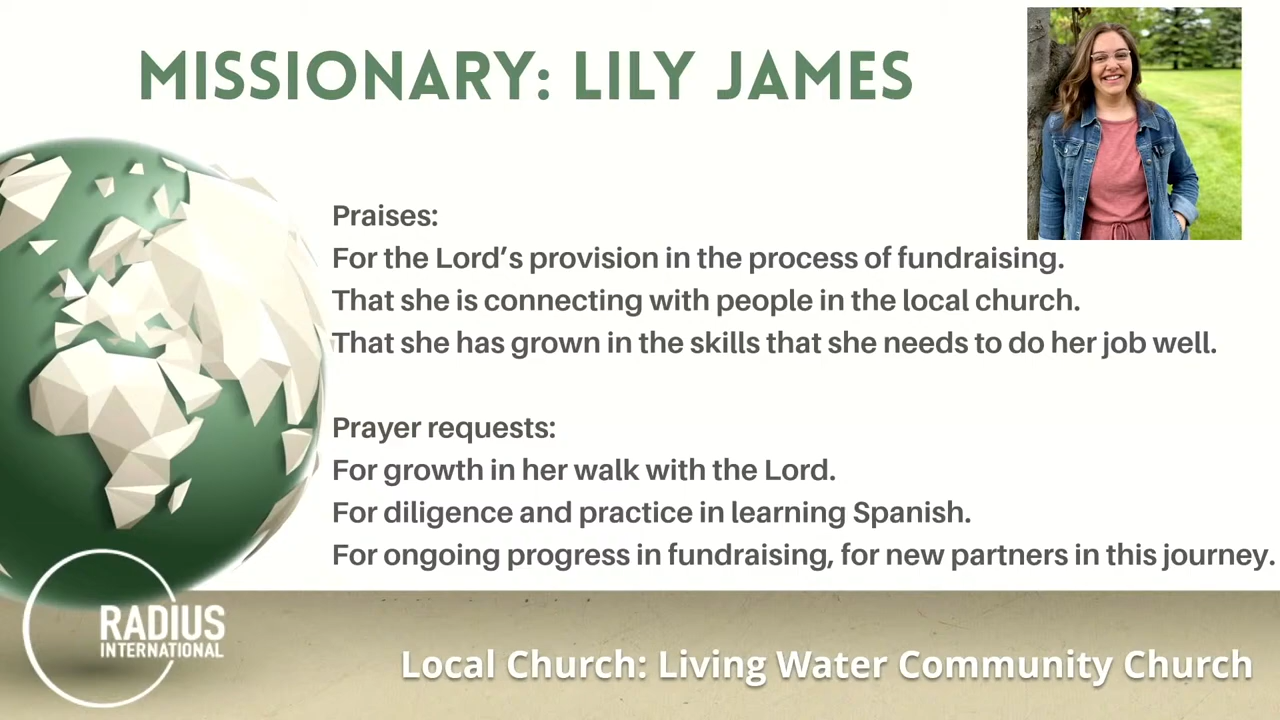 MISSIONARY: LILY JAMES
Praises:
For the Lord’s provision in the process of fundraising.
That she is connecting with people in the local church.
That she has grown in the skills that she needs to do her job well.
Prayer requests:
For growth in her walk with the Lord.
For diligence and practice in learning Spanish.
For ongoing progress in fundraising, for new partners in this journey.
RADIUS
INTERNATIONAL
Local Church: Living Water Community Church